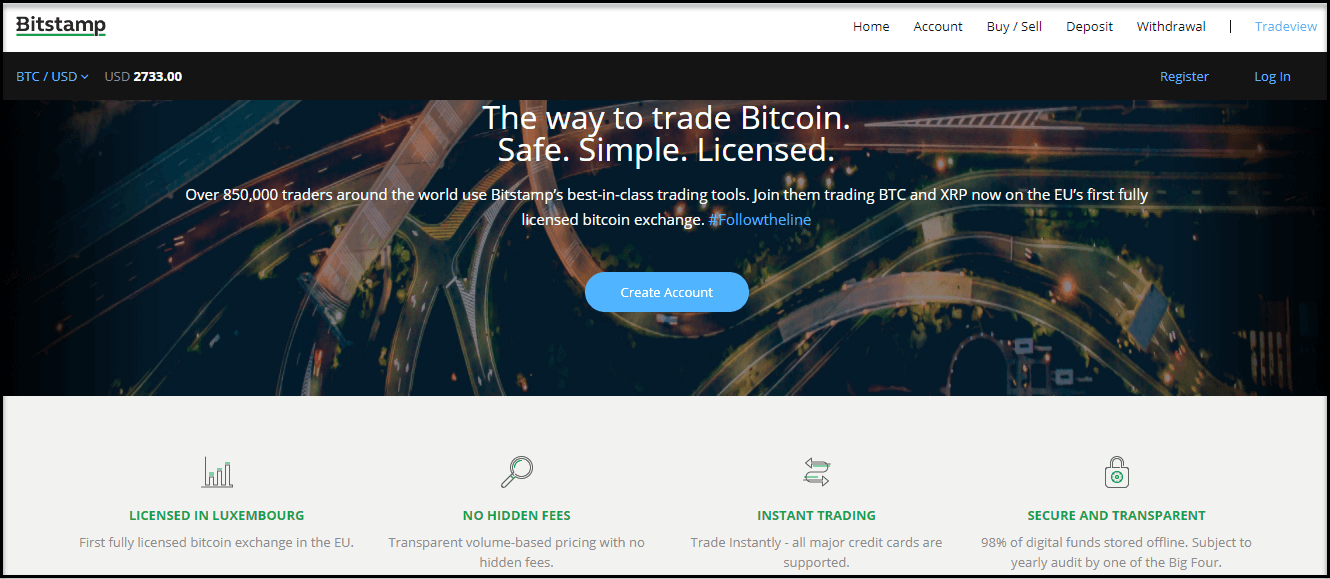 Bitstamp
Home Account Buy / Sell Deposit Withdrawal | Tradeview
BTC / USD USD 2733.00 Register Log In
The way to trade Bitcoin.
Safe. Simple. Licensed.
Over 850,000 traders around the world use Bitstamp’s best-in-class trading tools. Join them trading BTC and XRP now on the EU’s first fully
licensed bitcoin exchange. #Followtheline
Create Account
LICENSED IN LUXEMBOURG
First fully licensed bitcoin exchange in the EU.
NO HIDDEN FEES
Transparent volume-based pricing with no
hidden fees.
INSTANT TRADING
Trade Instantly - all major credit cards are
supported.
SECURE AND TRANSPARENT
98% of digital funds stored offline. Subject to
yearly audit by one of the Big Four.